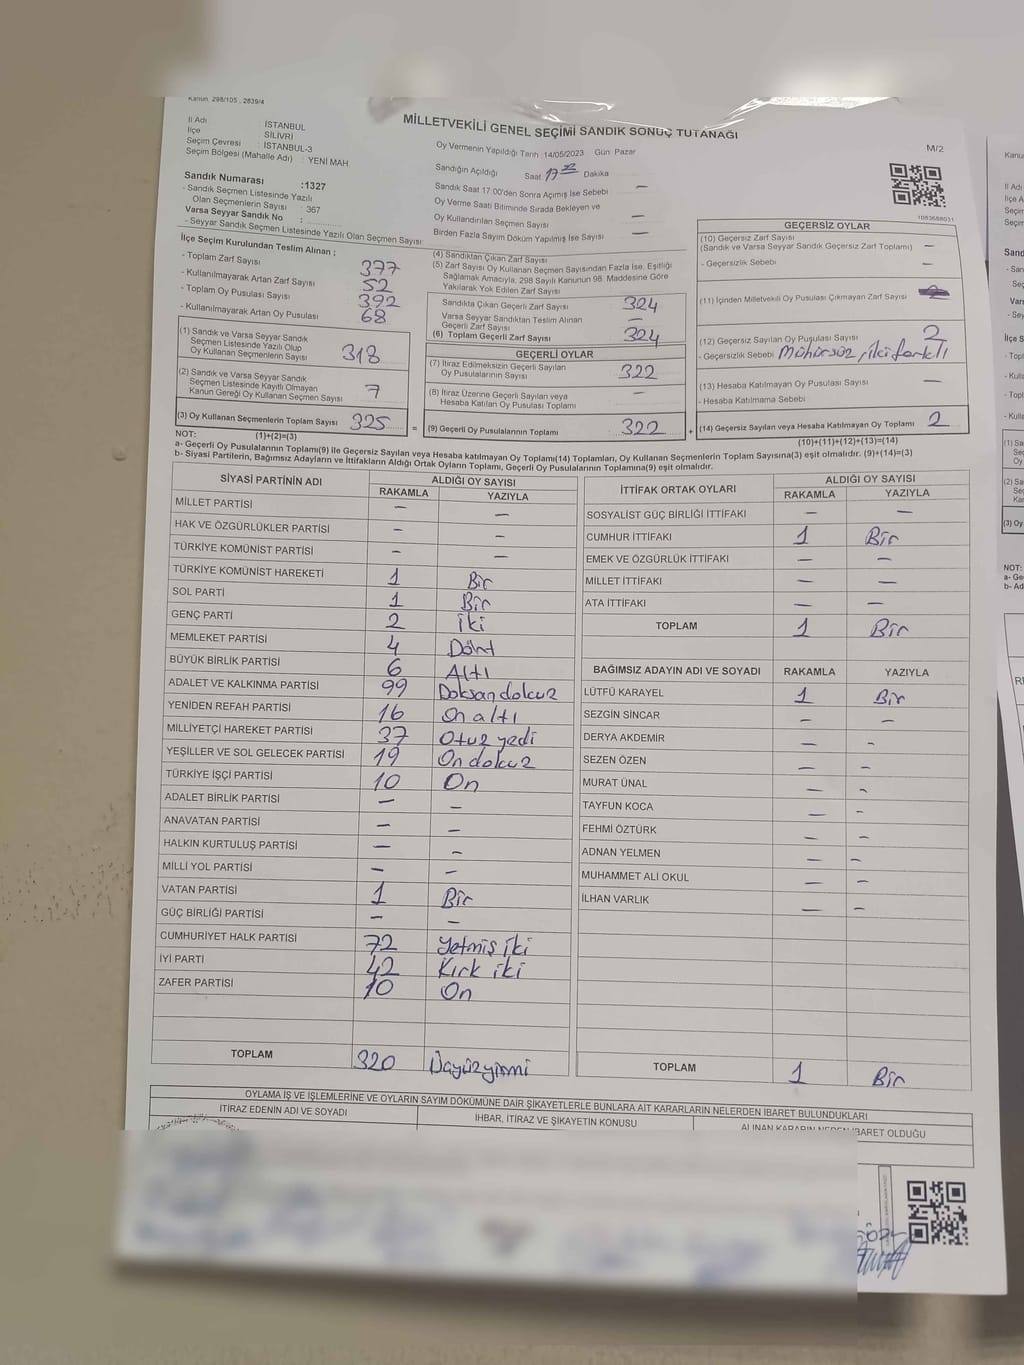 Kanun 298/105 , 2839/4
MİLLETVEKİLİ GENEL SEÇİMİ SANDIK SONUÇ TUTANAĞI
M/2
İl Adı : İSTANBUL
İlçe : SİLİVRİ
Seçim Çevresi : İSTANBUL-3
Seçim Bölgesi (Mahalle Adı) : YENİ MAH
Sandık Numarası :1327
- Sandık Seçmen Listesinde Yazılı
Olan Seçmenlerin Sayısı : 367
Varsa Seyyar Sandık No :
- Seyyar Sandık Seçmen Listesinde Yazılı Olan Seçmen Sayısı
Oy Vermenin Yapıldığı Tarih :14/05/2023 Gün: Pazar
Sandığın Açıldığı Saat 17 Dakika
Sandık Saat 17.00'den Sonra Açımış İse Sebebi —
Oy Verme Saati Bitiminde Sırada Bekleyen ve
Oy Kullandırılan Seçmen Sayısı —
Birden Fazla Sayım Döküm Yapılmış İse Sayısı —
1083688031
İlçe Seçim Kurulundan Teslim Alınan ;
- Toplam Zarf Sayısı 377
- Kullanılmayarak Artan Zarf Sayısı 52
- Toplam Oy Pusulası Sayısı 392
- Kullanılmayarak Artan Oy Pusulası 68
(1) Sandık ve Varsa Seyyar Sandık
Seçmen Listesinde Yazılı Olup
Oy Kullanan Seçmenlerin Sayısı 318
(2) Sandık ve Varsa Seyyar Sandık
Seçmen Listesinde Kayıtlı Olmayan
Kanun Gereği Oy Kullanan Seçmen Sayısı 7
(3) Oy Kullanan Seçmenlerin Toplam Sayısı 325 =
(1)+(2)=(3)
(4) Sandıktan Çıkan Zarf Sayısı
(5) Zarf Sayısı Oy Kullanan Seçmen Sayısından Fazla İse, Eşitliği
Sağlamak Amacıyla, 298 Sayılı Kanunun 98. Maddesine Göre
Yakılarak Yok Edilen Zarf Sayısı
Sandıkta Çıkan Geçerli Zarf Sayısı 324
Varsa Seyyar Sandıktan Teslim Alınan
Geçerli Zarf Sayısı —
(6) Toplam Geçerli Zarf Sayısı 324
GEÇERLİ OYLAR
(7) İtiraz Edilmeksizin Geçerli Sayılan
Oy Pusulalarının Sayısı 322
(8) İtiraz Üzerine Geçerli Sayılan veya
Hesaba Katılan Oy Pusulası Toplamı —
(9) Geçerli Oy Pusulalarının Toplamı 322 +
GEÇERSİZ OYLAR
(10) Geçersiz Zarf Sayısı
(Sandık ve Varsa Seyyar Sandık Geçersiz Zarf Toplamı) —
- Geçersizlik Sebebi —
(11) İçinden Milletvekili Oy Pusulası Çıkmayan Zarf Sayısı
(12) Geçersiz Sayılan Oy Puşulası Sayısı 2
- Geçersizlik Sebebi Mühürsüz, iki farklı
(13) Hesaba Katılmayan Oy Pusulası Sayısı —
- Hesaba Katılmama Sebebi
(14) Geçersiz Sayılan veya Hesaba Katılmayan Oy Toplamı 2
(10)+(11)+(12)+(13)=(14)
NOT:
a- Geçerli Oy Pusulalarının Toplamı(9) ile Geçersiz Sayılan veya Hesaba katılmayan Oy Toplamı(14) Toplamları, Oy Kullanan Seçmenlerin Toplam Sayısına(3) eşit olmalıdır. (9)+(14)=(3)
b- Siyasi Partilerin, Bağımsız Adayların ve İttifakların Aldığı Ortak Oyların Toplamı, Geçerli Oy Pusulalarının Toplamına(9) eşit olmalıdır.
SİYASİ PARTİNİN ADI ALDIĞI OY SAYISI
RAKAMLA YAZIYLA
MİLLET PARTİSİ — —
HAK VE ÖZGÜRLÜKLER PARTİSİ — —
TÜRKİYE KOMÜNİST PARTİSİ — —
TÜRKİYE KOMÜNİST HAREKETİ 1 Bir
SOL PARTİ 1 Bir
GENÇ PARTİ 2 iki
MEMLEKET PARTİSİ 4 Dört
BÜYÜK BİRLİK PARTİSİ 6 Altı
ADALET VE KALKINMA PARTİSİ 99 Doksan dokuz
YENİDEN REFAH PARTİSİ 16 On altı
MİLLİYETÇİ HAREKET PARTİSİ 37 Otuz yedi
YEŞİLLER VE SOL GELECEK PARTİSİ 19 On dokuz
TÜRKİYE İŞÇİ PARTİSİ 10 On
ADALET BİRLİK PARTİSİ — —
ANAVATAN PARTİSİ — —
HALKIN KURTULUŞ PARTİSİ — —
MİLLİ YOL PARTİSİ — —
VATAN PARTİSİ 1 Bir
GÜÇ BİRLİĞİ PARTİSİ — —
CUMHURİYET HALK PARTİSİ 72 Yetmiş iki
İYİ PARTİ 42 Kırk iki
ZAFER PARTİSİ 10 On
TOPLAM 320 Üçyüzyirmi
İTTİFAK ORTAK OYLARI ALDIĞI OY SAYISI
RAKAMLA YAZIYLA
SOSYALİST GÜÇ BİRLİĞİ İTTİFAKI — —
CUMHUR İTTİFAKI 1 Bir
EMEK VE ÖZGÜRLÜK İTTİFAKI — —
MİLLET İTTİFAKI — —
ATA İTTİFAKI — —
TOPLAM 1 Bir
BAĞIMSIZ ADAYIN ADI VE SOYADI RAKAMLA YAZIYLA
LÜTFÜ KARAYEL 1 Bir
SEZGİN SİNCAR — —
DERYA AKDEMİR — —
SEZEN ÖZEN — —
MURAT ÜNAL — —
TAYFUN KOCA — —
FEHMİ ÖZTÜRK — —
ADNAN YELMEN — —
MUHAMMET ALİ OKUL — —
İLHAN VARLIK — —
TOPLAM 1 Bir
OYLAMA İŞ VE İŞLEMLERİNE VE OYLARIN SAYIM DÖKÜMÜNE DAİR ŞİKAYETLERLE BUNLARA AİT KARARLARIN NELERDEN İBARET BULUNDUKLARI
İTİRAZ EDENİN ADI VE SOYADI İHBAR, İTİRAZ VE ŞİKAYETİN KONUSU ALINAN KARARIN NEDEN İBARET OLDUĞU